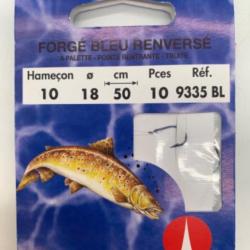 FORGÉ BLEU RENVERSÉ
A PALETTE - POINTE RENTRANTE - TRUITE
Hameçon ø cm Pces Réf.
10 18 50 10 9335 BL